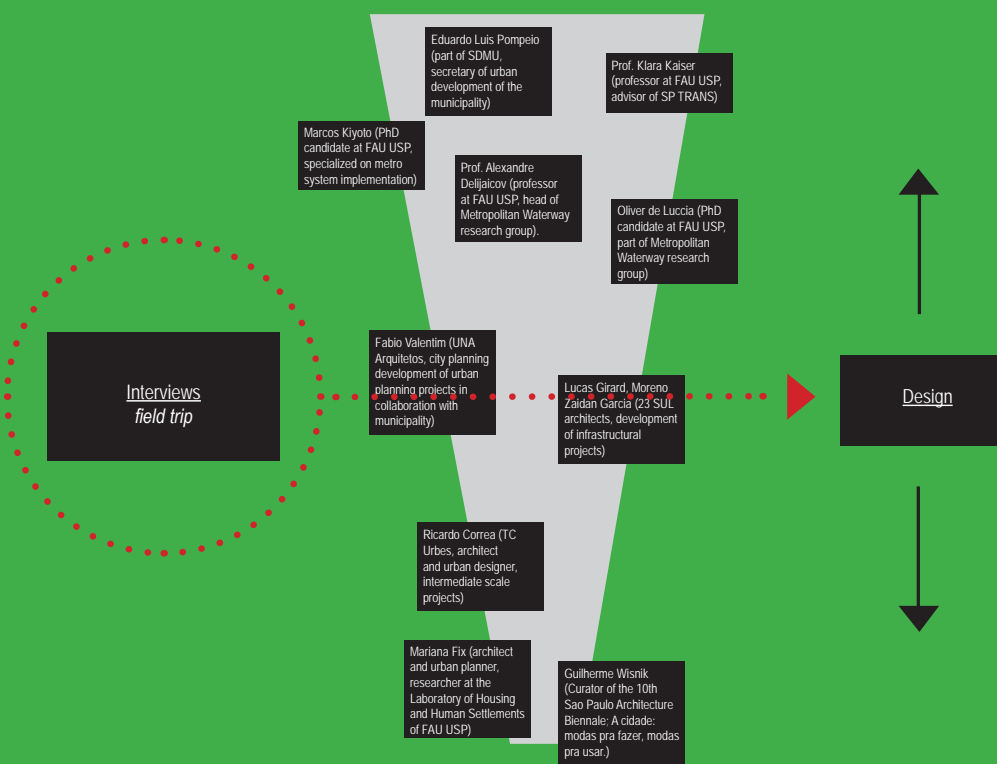 Eduardo Luis Pompeio
(part of SDMU,
secretary of urban
development of the
municipality)
Prof. Klara Kaiser
(professor at FAU USP,
advisor of SP TRANS)
Marcos Kiyoto (PhD
candidate at FAU USP,
specialized on metro
system implementation)
Prof. Alexandre
Delijaicov (professor
at FAU USP, head of
Metropolitan Waterway
research group).
Oliver de Luccia (PhD
candidate at FAU USP,
part of Metropolitan
Waterway research
group)
Interviews
field trip
Fabio Valentim (UNA
Arquitetos, city planning
development of urban
planning projects in
collaboration with
municipality)
Lucas Girard, Moreno
Zaidan Garcia (23 SUL
architects, development
of infrastructural
projects)
Design
Ricardo Correa (TC
Urbes, architect
and urban designer,
intermediate scale
projects)
Mariana Fix (architect
and urban planner,
researcher at the
Laboratory of Housing
and Human Settlements
of FAU USP)
Guilherme Wisnik
(Curator of the 10th
Sao Paulo Architecture
Biennale; A cidade:
modas pra fazer, modas
pra usar.)